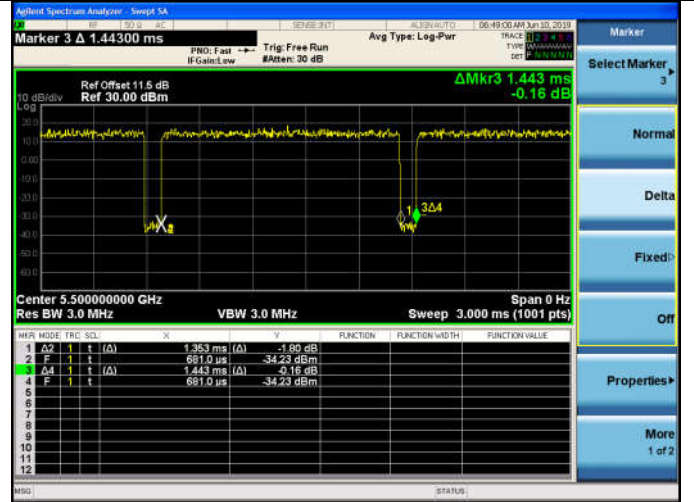 Agilent Spectrum Analyzer - Swept SA
RF 50 Ω AC SENSE:INT ALIGN AUTO 06:49:00 AM Jun 10, 2019
Marker 3 Δ 1.44300 ms
PNO: Fast
IFGain:Low
Trig: Free Run
#Atten: 30 dB
Avg Type: Log-Pwr
TRACE 1 2 3 4 5 6
TYPE
DET P N N N N N
Ref Offset 11.5 dB
Ref 30.00 dBm
10 dB/div
Log
ΔMkr3 1.443 ms
-0.16 dB
20.0
10.0
0.00
-10.0
-20.0
-30.0
-40.0
-50.0
-60.0
X 2
1
3Δ4
Center 5.500000000 GHz
Span 0 Hz
Res BW 3.0 MHz
VBW 3.0 MHz
Sweep 3.000 ms (1001 pts)
MKR MODE TRC SCL X Y FUNCTION FUNCTION WIDTH FUNCTION VALUE
1 Δ2 1 t (Δ) 1.353 ms (Δ) -1.80 dB
2 F 1 t 681.0 µs -34.23 dBm
3 Δ4 1 t (Δ) 1.443 ms (Δ) -0.16 dB
4 F 1 t 681.0 µs -34.23 dBm
5
6
7
8
9
10
11
12
MSG
STATUS
Marker
Select Marker
3
Normal
Delta
Fixed
Off
Properties
More
1 of 2